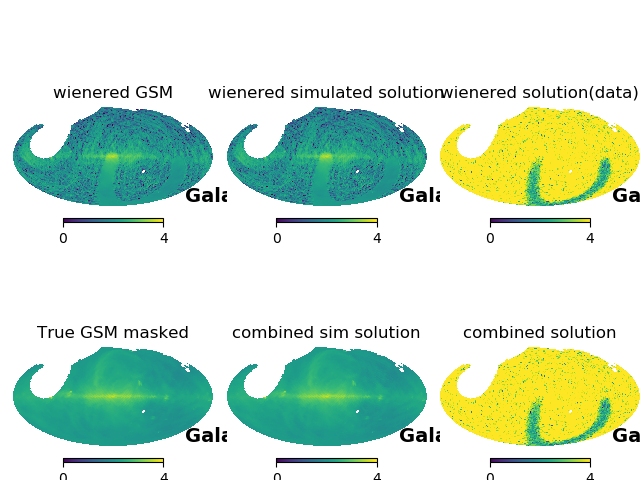 wienered GSM
wienered simulated solution
wienered solution(data)
Gala
Gala
Ga
0
4
0
4
0
4
True GSM masked
combined sim solution
combined solution
Gala
Gala
Ga
0
4
0
4
0
4